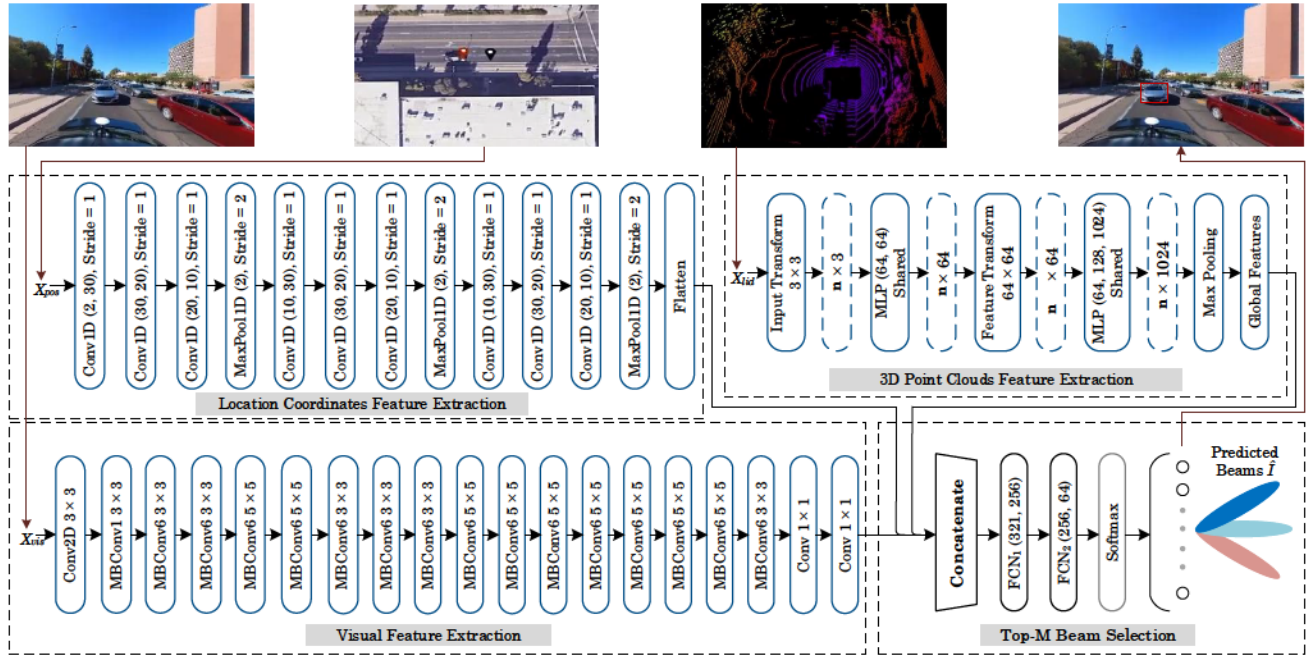 X_pos
Conv1D (2, 30), Stride = 1
Conv1D (30, 20), Stride = 1
Conv1D (20, 10), Stride = 1
MaxPool1D (2), Stride = 2
Conv1D (10, 30), Stride = 1
Conv1D (30, 20), Stride = 1
Conv1D (20, 10), Stride = 1
MaxPool1D (2), Stride = 2
Conv1D (10, 30), Stride = 1
Conv1D (30, 20), Stride = 1
Conv1D (20, 10), Stride = 1
MaxPool1D (2), Stride = 2
Flatten
Location Coordinates Feature Extraction
X_lid
Input Transform
3 × 3
n × 3
MLP (64, 64)
Shared
n × 64
Feature Transform
64 × 64
n × 64
MLP (64, 128, 1024)
Shared
n × 1024
Max Pooling
Global Features
3D Point Clouds Feature Extraction
X_vis
Conv2D 3 × 3
MBConv1 3 × 3
MBConv6 3 × 3
MBConv6 3 × 3
MBConv6 5 × 5
MBConv6 5 × 5
MBConv6 3 × 3
MBConv6 3 × 3
MBConv6 3 × 3
MBConv6 5 × 5
MBConv6 5 × 5
MBConv6 5 × 5
MBConv6 5 × 5
MBConv6 5 × 5
MBConv6 5 × 5
MBConv6 5 × 5
MBConv6 3 × 3
Conv 1 × 1
Conv 1 × 1
Visual Feature Extraction
Concatenate
FCN₁ (321, 256)
FCN₂ (256, 64)
Softmax
Predicted
Beams Î
Top-M Beam Selection